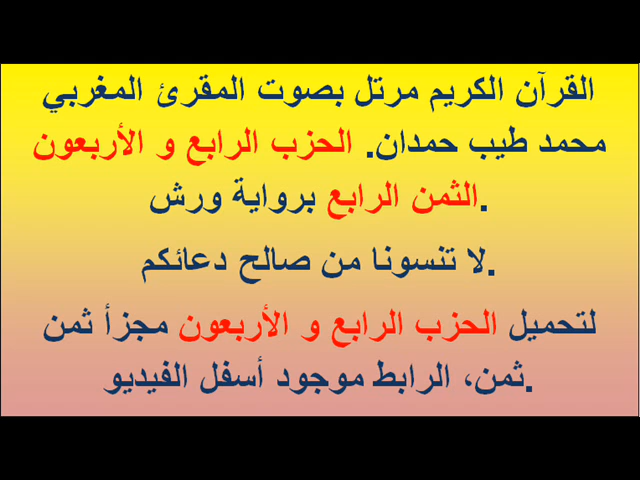 القرآن الكريم مرتل بصوت المقرئ المغربي
محمد طيب حمدان. الحزب الرابع و الأربعون
الثمن الرابع برواية ورش.
لا تنسونا من صالح دعائكم.
لتحميل الحزب الرابع و الأربعون مجزأ ثمن
ثمن، الرابط موجود أسفل الفيديو.